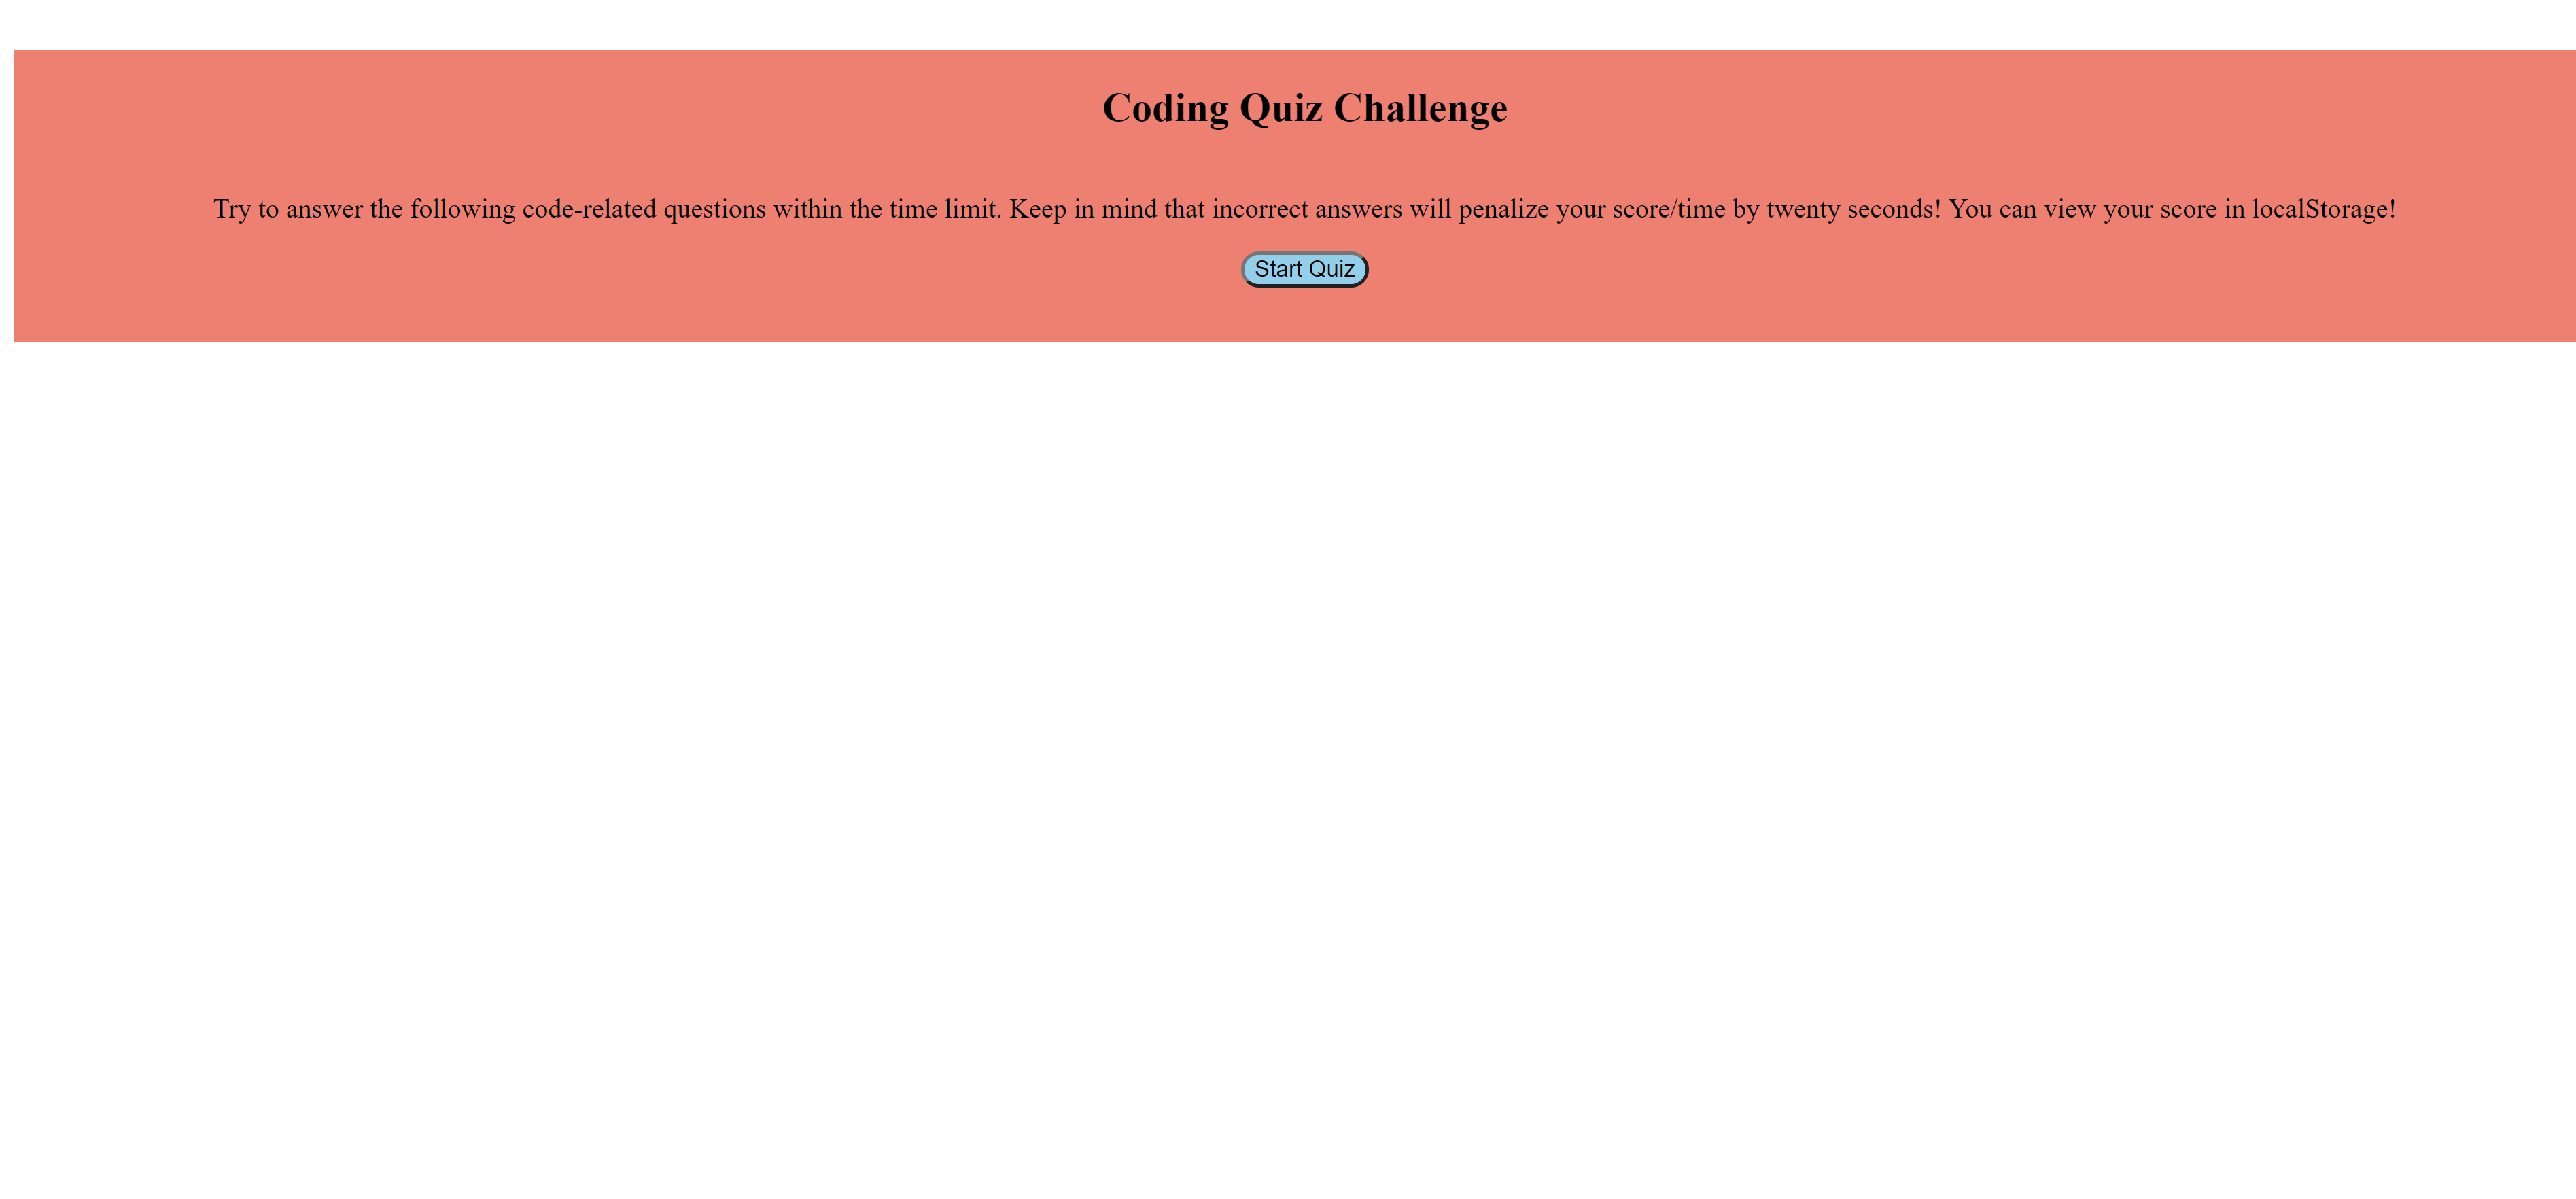 Coding Quiz Challenge
Try to answer the following code-related questions within the time limit. Keep in mind that incorrect answers will penalize your score/time by twenty seconds! You can view your score in localStorage!
Start Quiz